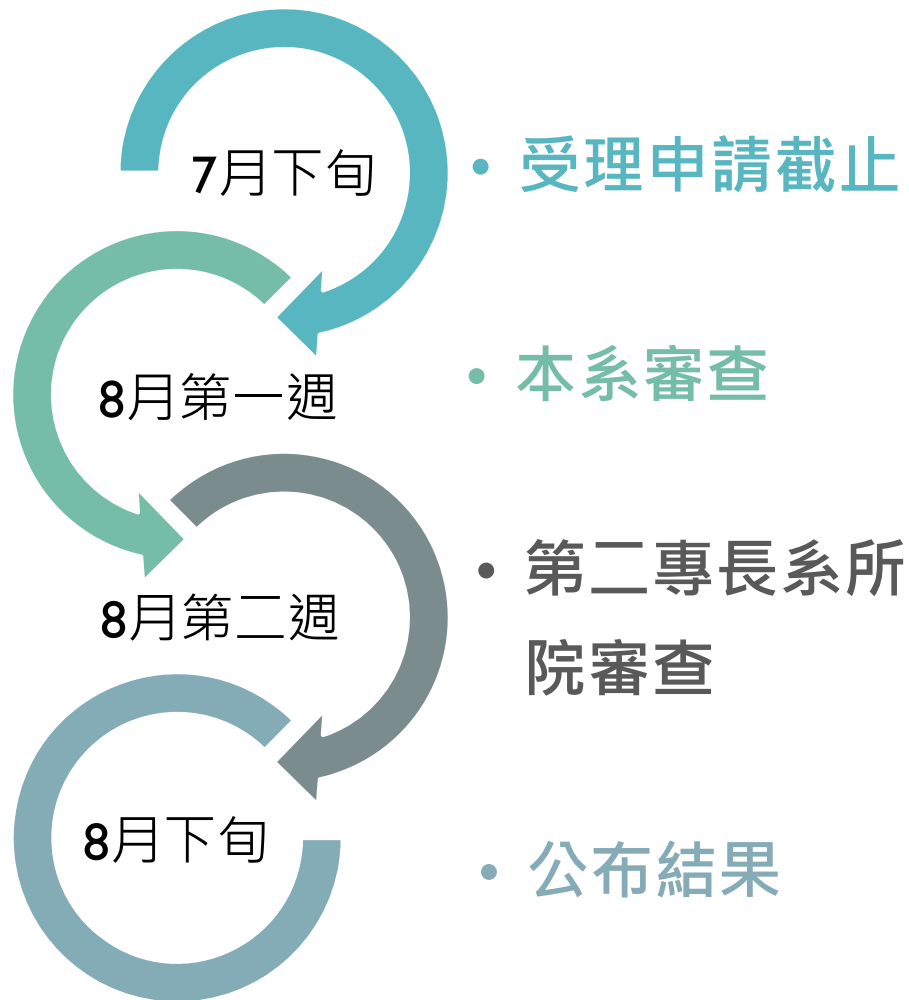 7月下旬
• 受理申請截止
8月第一週
• 本系審查
8月第二週
• 第二專長系所
院審查
8月下旬
• 公布結果